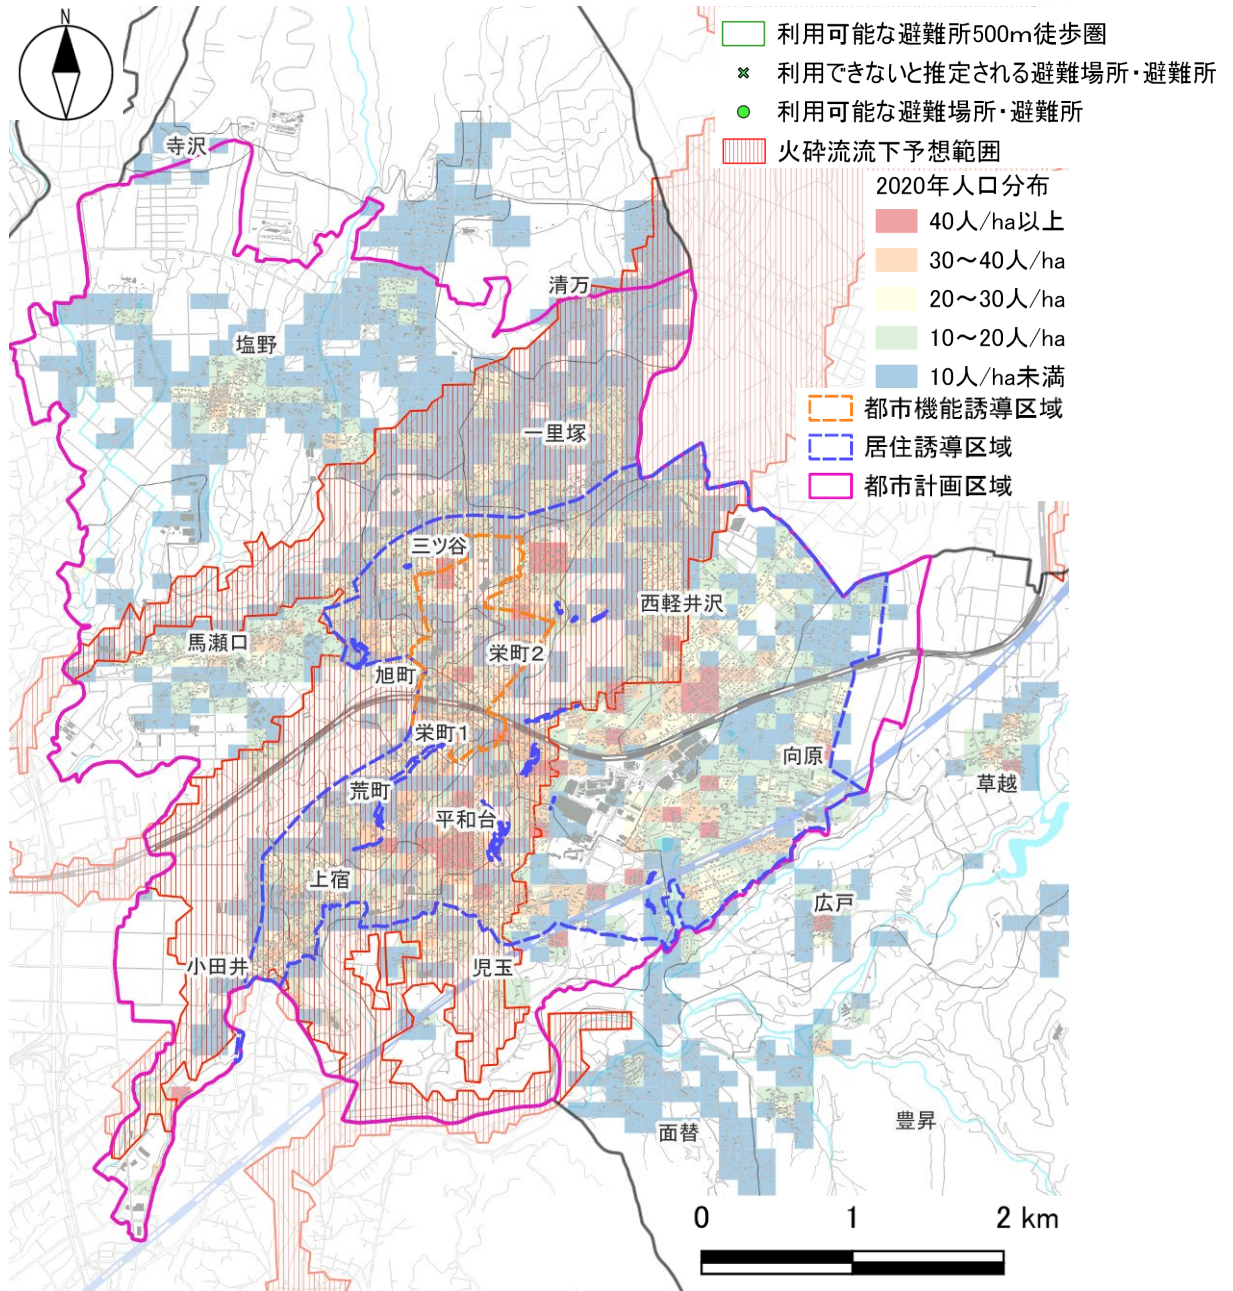 N
利用可能な避難所500m徒歩圏
利用できないと推定される避難場所・避難所
利用可能な避難場所・避難所
火砕流流下予想範囲
2020年人口分布
40人/ha以上
30～40人/ha
20～30人/ha
10～20人/ha
10人/ha未満
都市機能誘導区域
居住誘導区域
都市計画区域
寺沢
清万
塩野
一里塚
三ツ谷
西軽井沢
馬瀬口
栄町2
旭町
栄町1
向原
草越
荒町
平和台
上宿
広戸
小田井
児玉
豊昇
面替
0 1 2 km